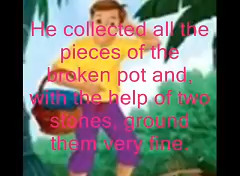 He collected all the
pieces of the
broken pot and,
with the help of two
stones, ground
them very fine.